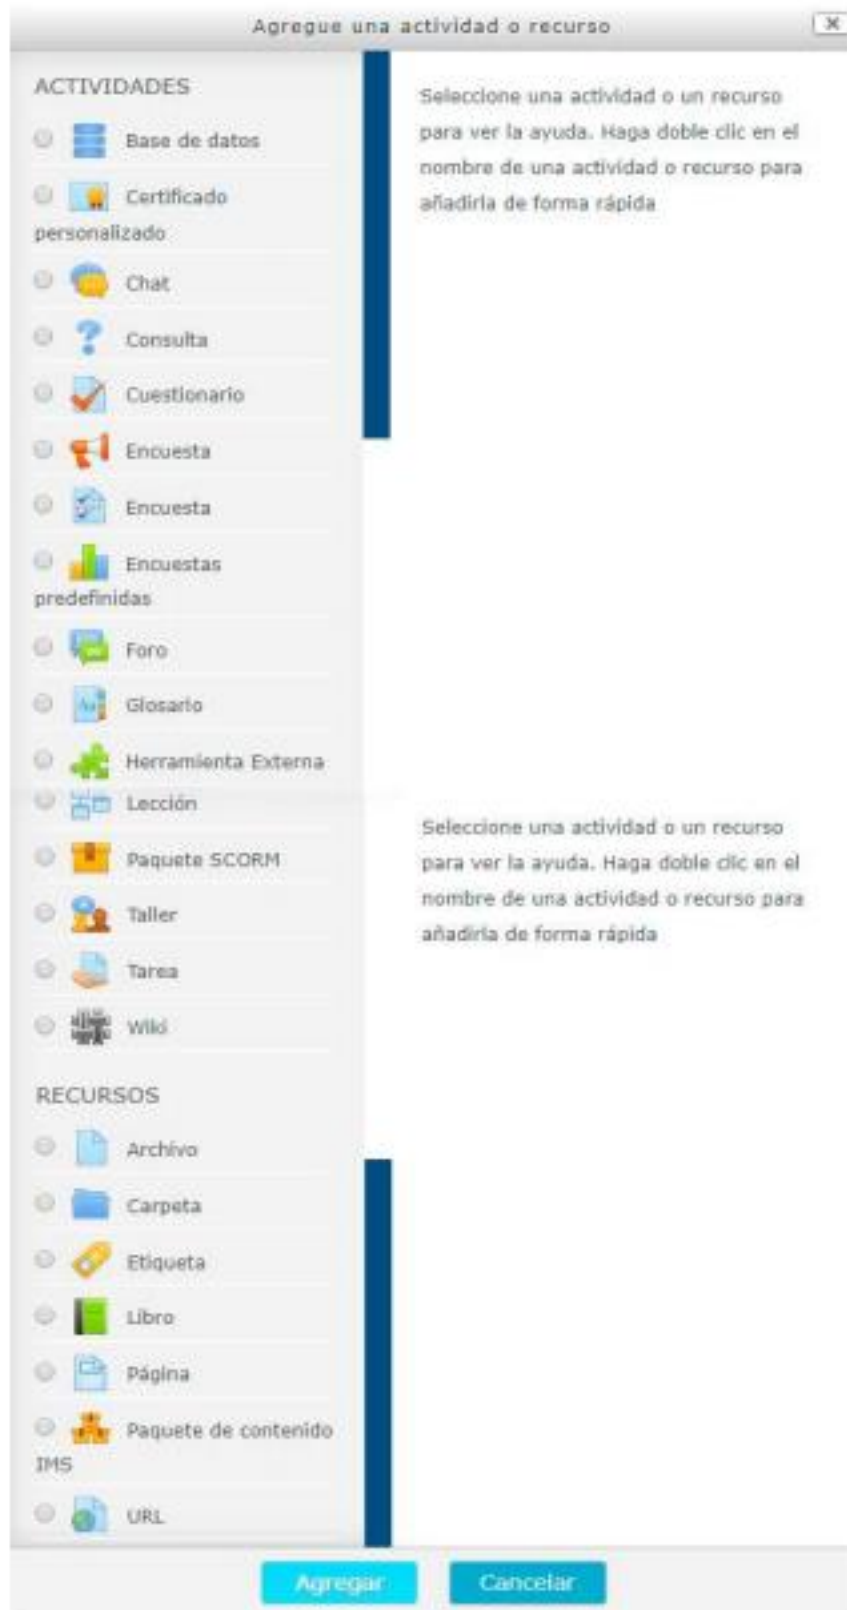 Agregue una actividad o recurso
ACTIVIDADES
Base de datos
Certificado
personalizado
Chat
Consulta
Cuestionario
Encuesta
Encuesta
Encuestas
predefinidas
Foro
Glosario
Herramienta Externa
Lección
Paquete SCORM
Taller
Tarea
Wiki
RECURSOS
Archivo
Carpeta
Etiqueta
Libro
Página
Paquete de contenido
IMS
URL
Seleccione una actividad o un recurso
para ver la ayuda. Haga doble clic en el
nombre de una actividad o recurso para
añadirla de forma rápida
Seleccione una actividad o un recurso
para ver la ayuda. Haga doble clic en el
nombre de una actividad o recurso para
añadirla de forma rápida
Agregar
Cancelar